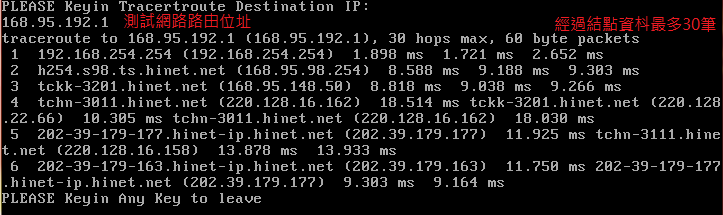 PLEASE Keyin Tracertroute Destination IP:
168.95.192.1 測試網路路由位址 經過結點資料最多30筆
traceroute to 168.95.192.1 (168.95.192.1), 30 hops max, 60 byte packets
1 192.168.254.254 (192.168.254.254) 1.898 ms 1.721 ms 2.652 ms
2 h254.s98.ts.hinet.net (168.95.98.254) 8.588 ms 9.188 ms 9.303 ms
3 tckk-3201.hinet.net (168.95.148.50) 8.818 ms 9.038 ms 9.266 ms
4 tchn-3011.hinet.net (220.128.16.162) 18.514 ms tckk-3201.hinet.net (220.128
.22.66) 10.305 ms tchn-3011.hinet.net (220.128.16.162) 18.030 ms
5 202-39-179-177.hinet-ip.hinet.net (202.39.179.177) 11.925 ms tchn-3111.hine
t.net (220.128.16.158) 13.878 ms 13.933 ms
6 202-39-179-163.hinet-ip.hinet.net (202.39.179.163) 11.750 ms 202-39-179-177
.hinet-ip.hinet.net (202.39.179.177) 9.303 ms 9.164 ms
PLEASE Keyin Any Key to leave